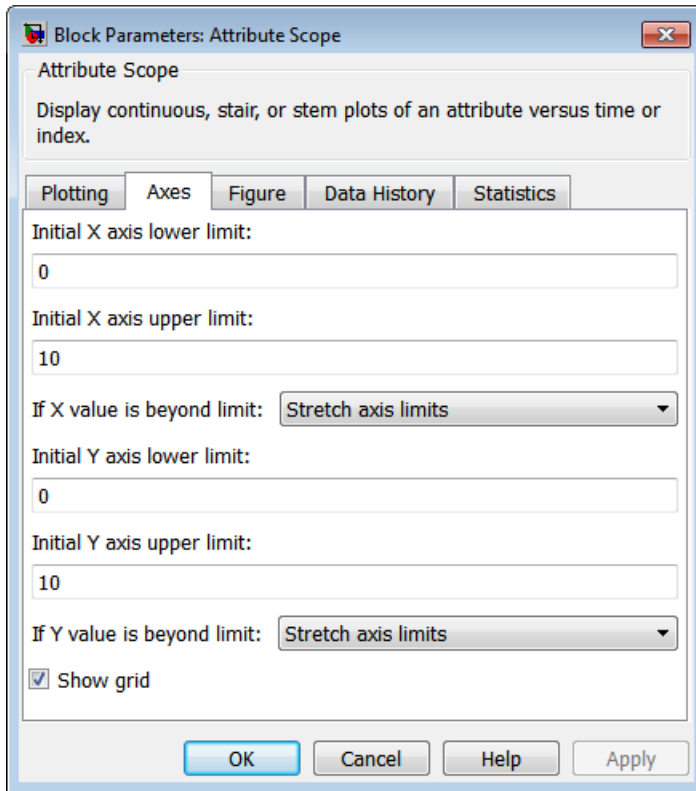 Block Parameters: Attribute Scope
Attribute Scope
Display continuous, stair, or stem plots of an attribute versus time or
index.
Plotting Axes Figure Data History Statistics
Initial X axis lower limit:
0
Initial X axis upper limit:
10
If X value is beyond limit: Stretch axis limits
Initial Y axis lower limit:
0
Initial Y axis upper limit:
10
If Y value is beyond limit: Stretch axis limits
Show grid
OK Cancel Help Apply